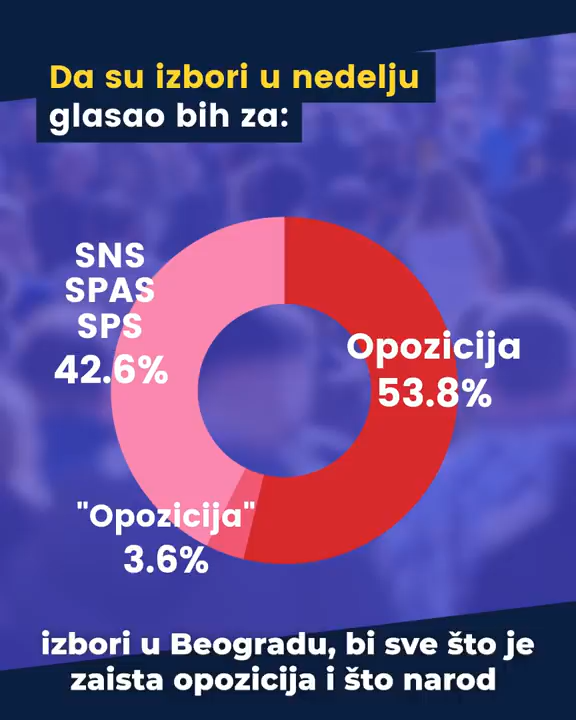 Da su izbori u nedelju
glasao bih za:
SNS
SPAS
SPS
42.6%
Opozicija
53.8%
"Opozicija"
3.6%
izbori u Beogradu, bi sve što je
zaista opozicija i što narod